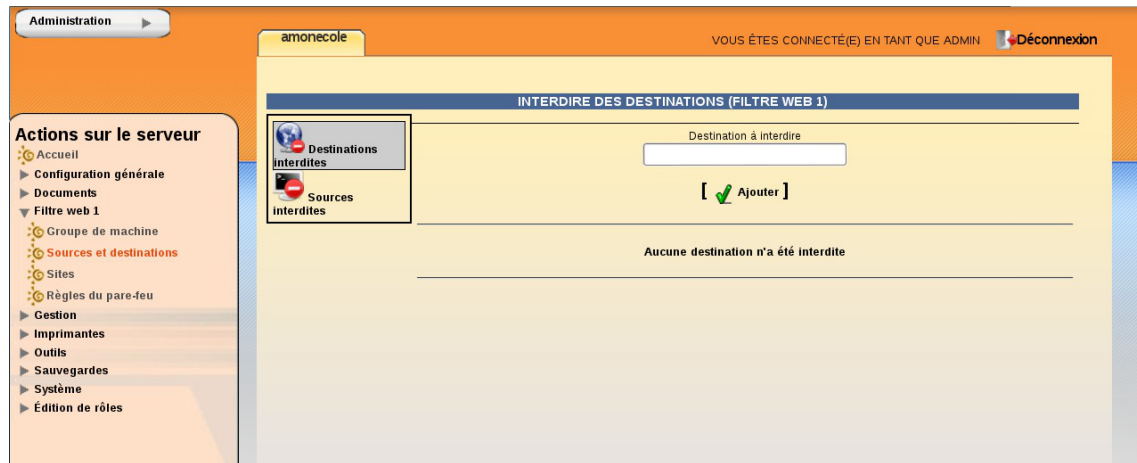 Administration
amonecole
VOUS ÊTES CONNECTÉ(E) EN TANT QUE ADMIN
Déconnexion
Actions sur le serveur
Accueil
Configuration générale
Documents
Filtre web 1
Groupe de machine
Sources et destinations
Sites
Règles du pare-feu
Gestion
Imprimantes
Outils
Sauvegardes
Système
Édition de rôles
INTERDIRE DES DESTINATIONS (FILTRE WEB 1)
Destinations
interdites
Sources
interdites
Destination à interdire
[ Ajouter ]
Aucune destination n'a été interdite